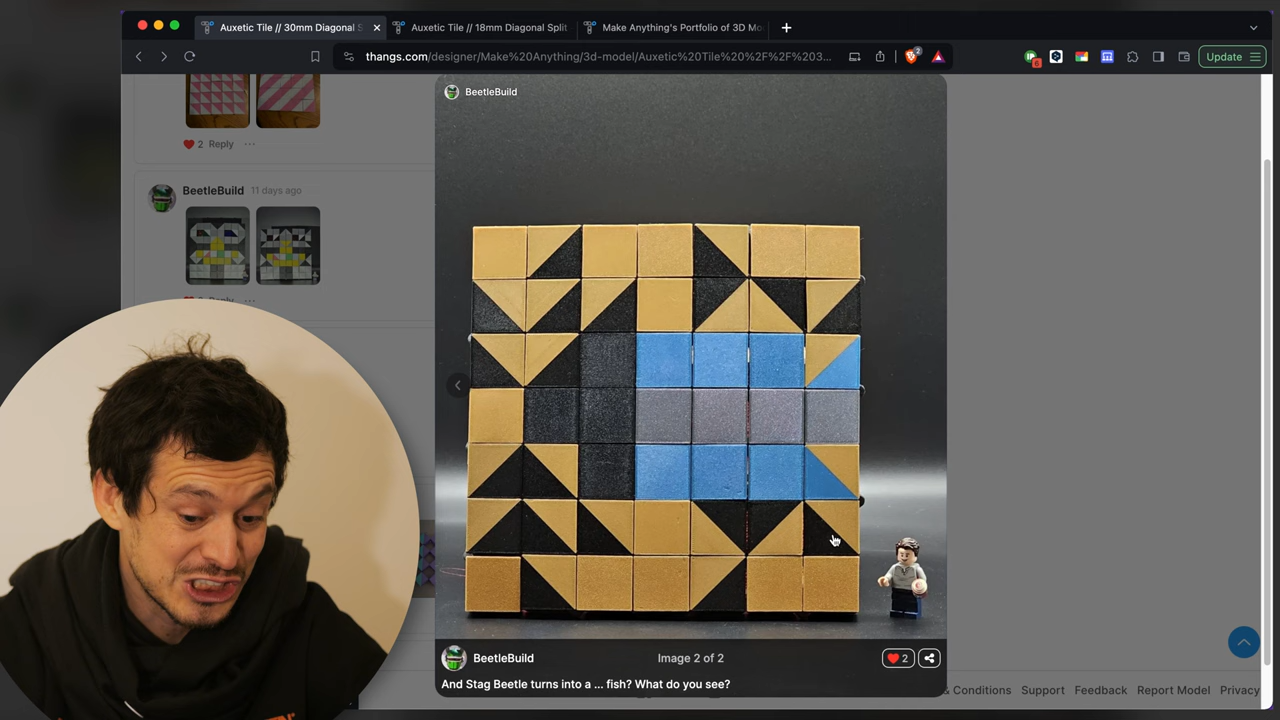 Auxetic Tile // 30mm Diagonal S
Auxetic Tile // 18mm Diagonal Split
Make Anything's Portfolio of 3D Mo
thangs.com/designer/Make%20Anything/3d-model/Auxetic%20Tile%20%2F%2F%203...
2
6
Update
BeetleBuild
2 Reply
BeetleBuild 11 days ago
Reply
BeetleBuild
Image 2 of 2
2
And Stag Beetle turns into a ... fish? What do you see?
& Conditions
Support
Feedback
Report Model
Privacy